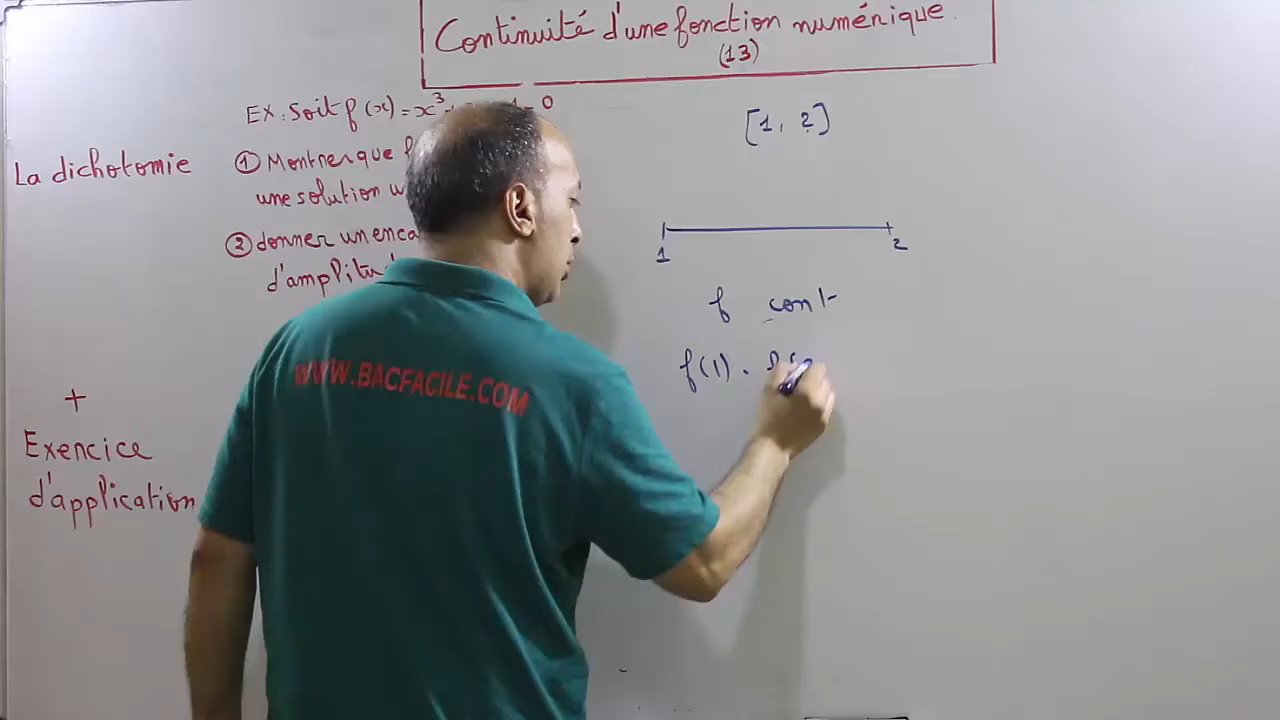 Continuité d'une fonction numérique.
(13)
EX: Soit f(x)=x³ = 0
La dichotomie
① Montrer que
une solution
② donner un
d'amplitu
[1, 2]
1 2
f cont
f(1) .
WWW.BACFACILE.COM
+
Exercice
d'application